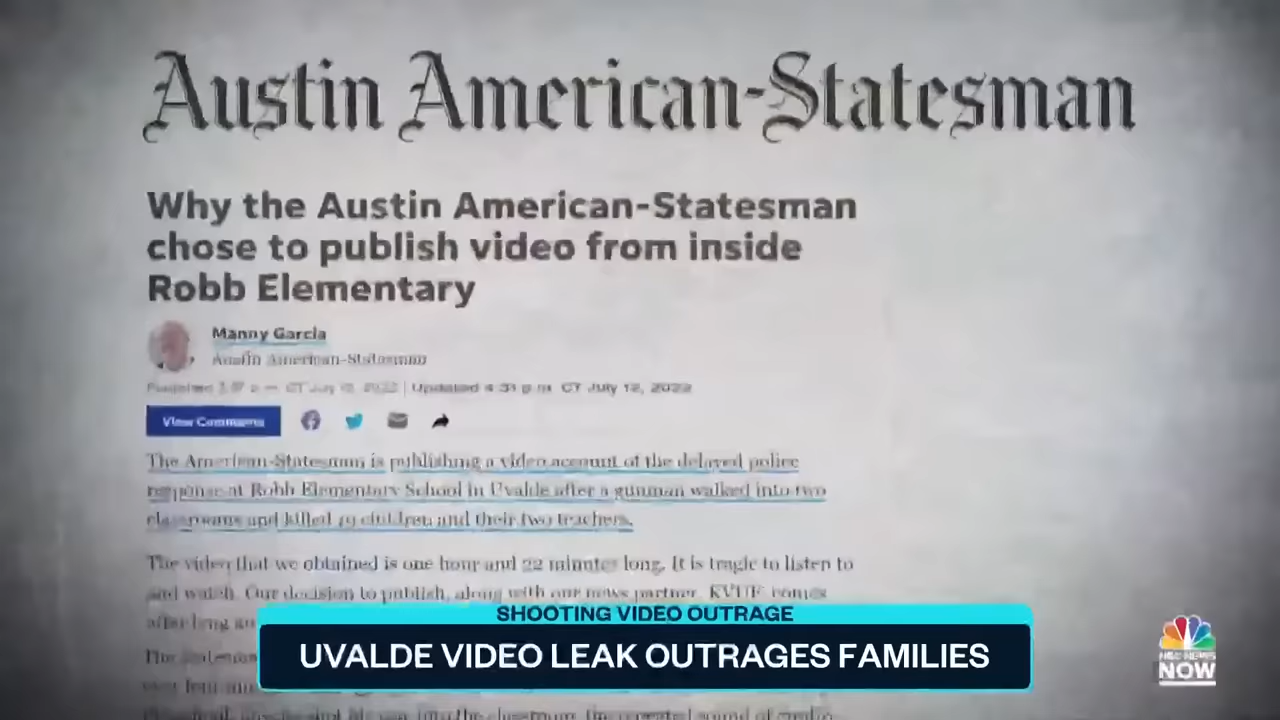 Austin American-Statesman
Why the Austin American-Statesman
chose to publish video from inside
Robb Elementary
Manny Garcia
Austin American-Statesman
Updated 4:31 p.m. CT July 12, 2022
View Comments
The American-Statesman is publishing a video account of the delayed police
response at Robb Elementary School in Uvalde after a gunman walked into two
classrooms and killed 19 children and their two teachers.
The video that we obtained is one hour and 22 minutes long. It is tragic to listen to
and watch. Our decision to publish, along with our news partner, KVUE, comes
after long
SHOOTING VIDEO OUTRAGE
UVALDE VIDEO LEAK OUTRAGES FAMILIES
NBC NEWS
NOW